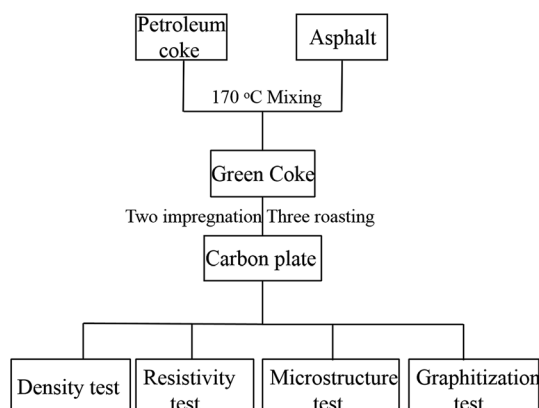 Petroleum
coke
Asphalt
170 °C Mixing
Green Coke
Two impregnation Three roasting
Carbon plate
Density test
Resistivity
test
Microstructure
test
Graphitization
test